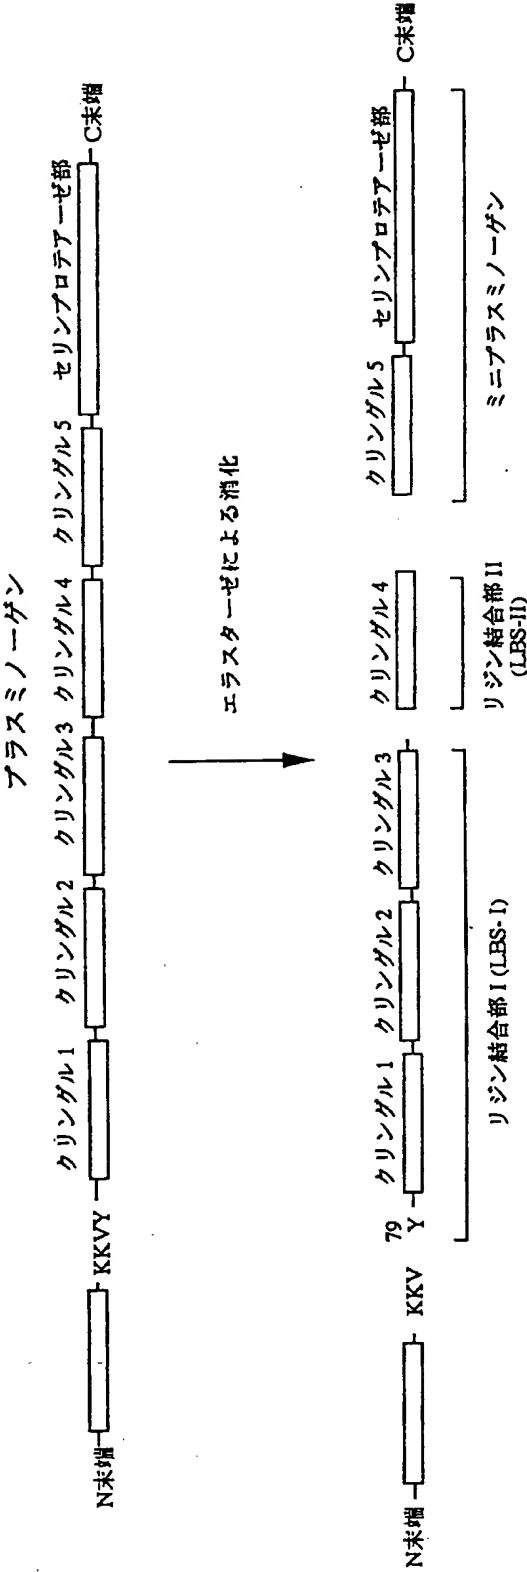 プラスミノーゲン
N末端
KKVY
クリングル1
クリングル2
クリングル3
クリングル4
クリングル5
セリンプロテアーゼ部
C末端
エラスターゼによる消化
N末端
KKV
79
Y
クリングル1
クリングル2
クリングル3
クリングル4
クリングル5
セリンプロテアーゼ部
C末端
リジン結合部I(LBS-I)
リジン結合部II
(LBS-II)
ミニプラスミノーゲン